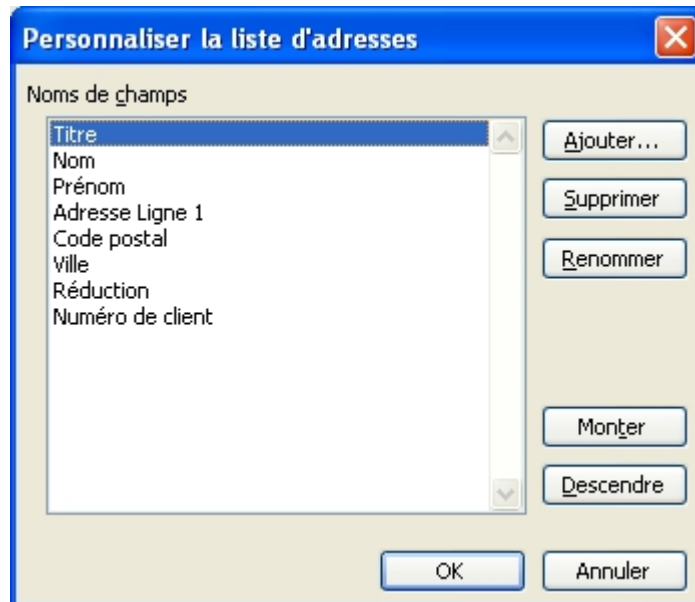 Personnaliser la liste d'adresses
Noms de champs
Titre
Nom
Prénom
Adresse Ligne 1
Code postal
Ville
Réduction
Numéro de client
Ajouter...
Supprimer
Renommer
Monter
Descendre
OK
Annuler